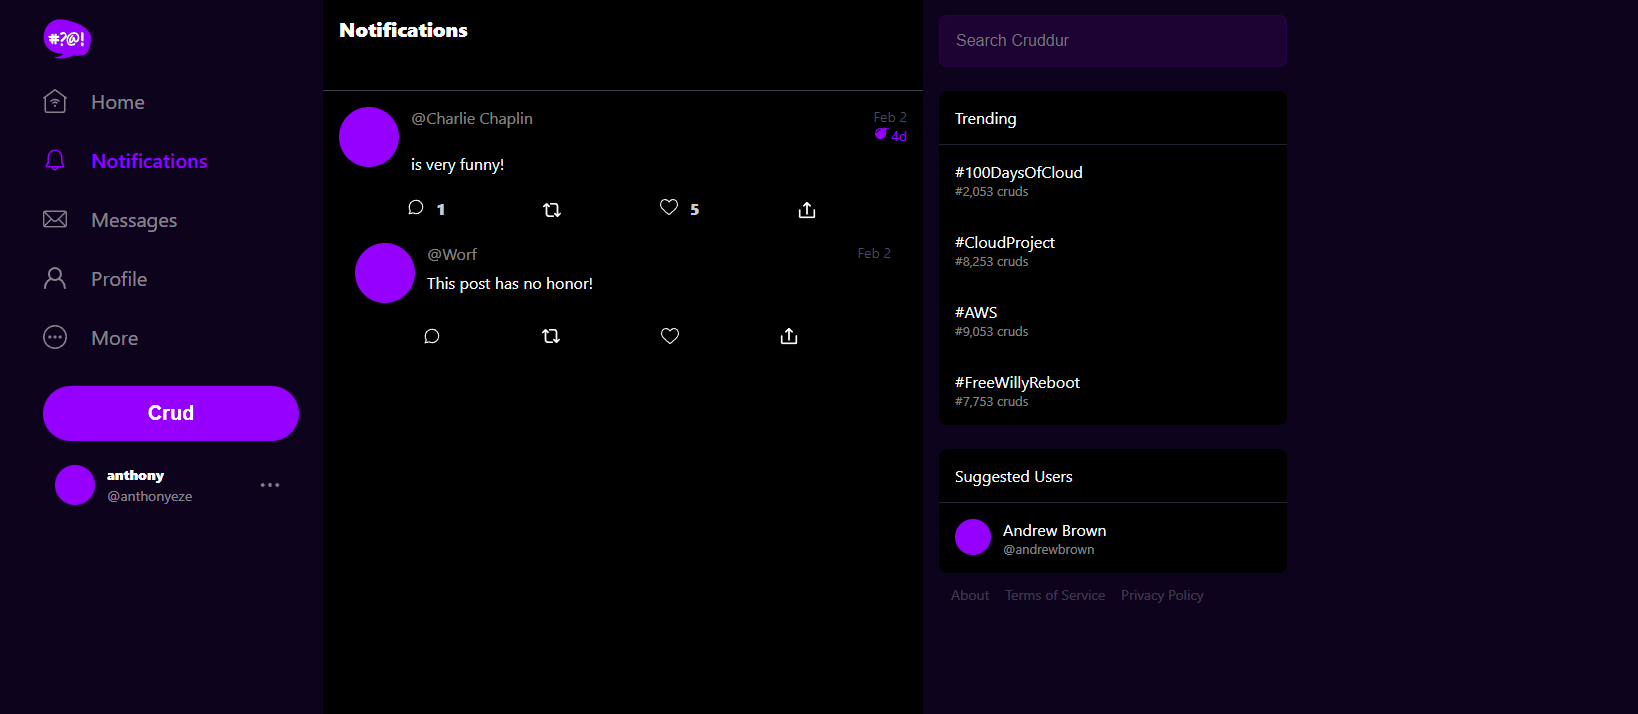 #?@!
Home
Notifications
Messages
Profile
More
Crud
anthony
@anthonyeze
Notifications
@Charlie Chaplin
Feb 2
4d
is very funny!
1
5
@Worf
Feb 2
This post has no honor!
Search Cruddur
Trending
#100DaysOfCloud
#2,053 cruds
#CloudProject
#8,253 cruds
#AWS
#9,053 cruds
#FreeWillyReboot
#7,753 cruds
Suggested Users
Andrew Brown
@andrewbrown
About Terms of Service Privacy Policy